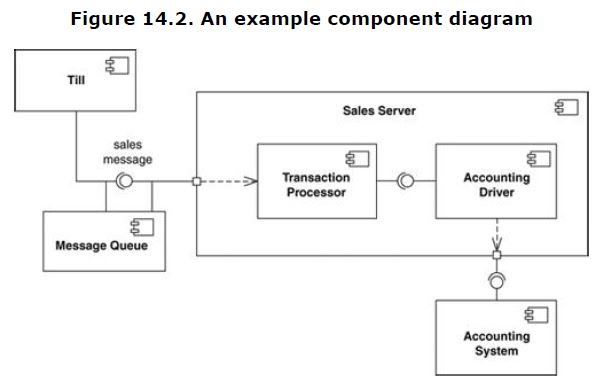 Figure 14.2. An example component diagram
Till
sales
message
Message Queue
Sales Server
Transaction
Processor
Accounting
Driver
Accounting
System